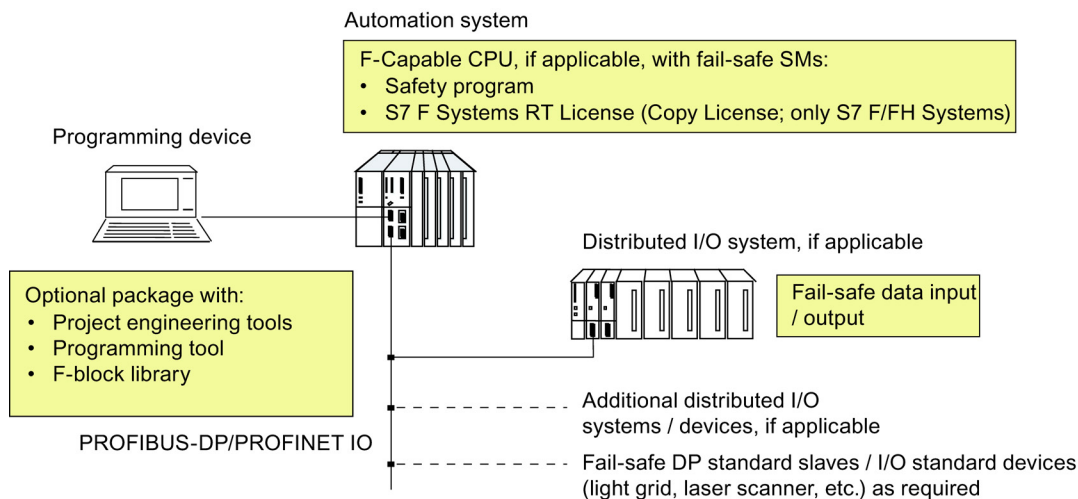 Automation system
F-Capable CPU, if applicable, with fail-safe SMs:
• Safety program
• S7 F Systems RT License (Copy License; only S7 F/FH Systems)
Programming device
Distributed I/O system, if applicable
Optional package with:
• Project engineering tools
• Programming tool
• F-block library
Fail-safe data input
/ output
Additional distributed I/O
systems / devices, if applicable
PROFIBUS-DP/PROFINET IO
Fail-safe DP standard slaves / I/O standard devices
(light grid, laser scanner, etc.) as required